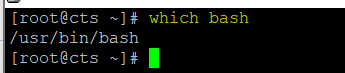 [root@cts ~]# which bash
/usr/bin/bash
[root@cts ~]#